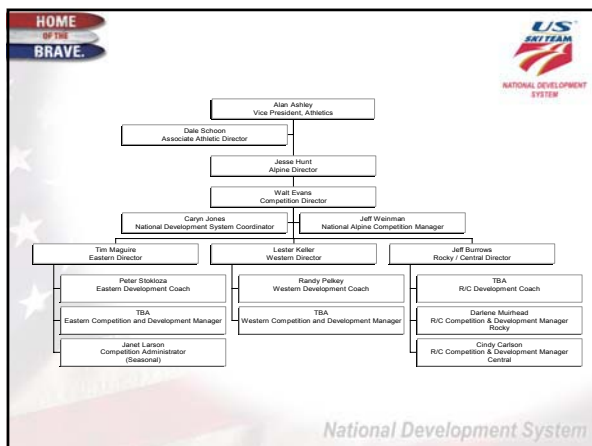 HOME
OF THE
BRAVE.
US
SKI TEAM
NATIONAL DEVELOPMENT
SYSTEM
Alan Ashley
Vice President, Athletics
Dale Schoon
Associate Athletic Director
Jesse Hunt
Alpine Director
Walt Evans
Competition Director
Caryn Jones
National Development System Coordinator
Jeff Weinman
National Alpine Competition Manager
Tim Maguire
Eastern Director
Lester Keller
Western Director
Jeff Burrows
Rocky / Central Director
Peter Stokloza
Eastern Development Coach
Randy Pelkey
Western Development Coach
TBA
R/C Development Coach
TBA
Eastern Competition and Development Manager
TBA
Western Competition and Development Manager
Darlene Muirhead
R/C Competition & Development Manager
Rocky
Janet Larson
Competition Administrator
(Seasonal)
Cindy Carlson
R/C Competition & Development Manager
Central
National Development System